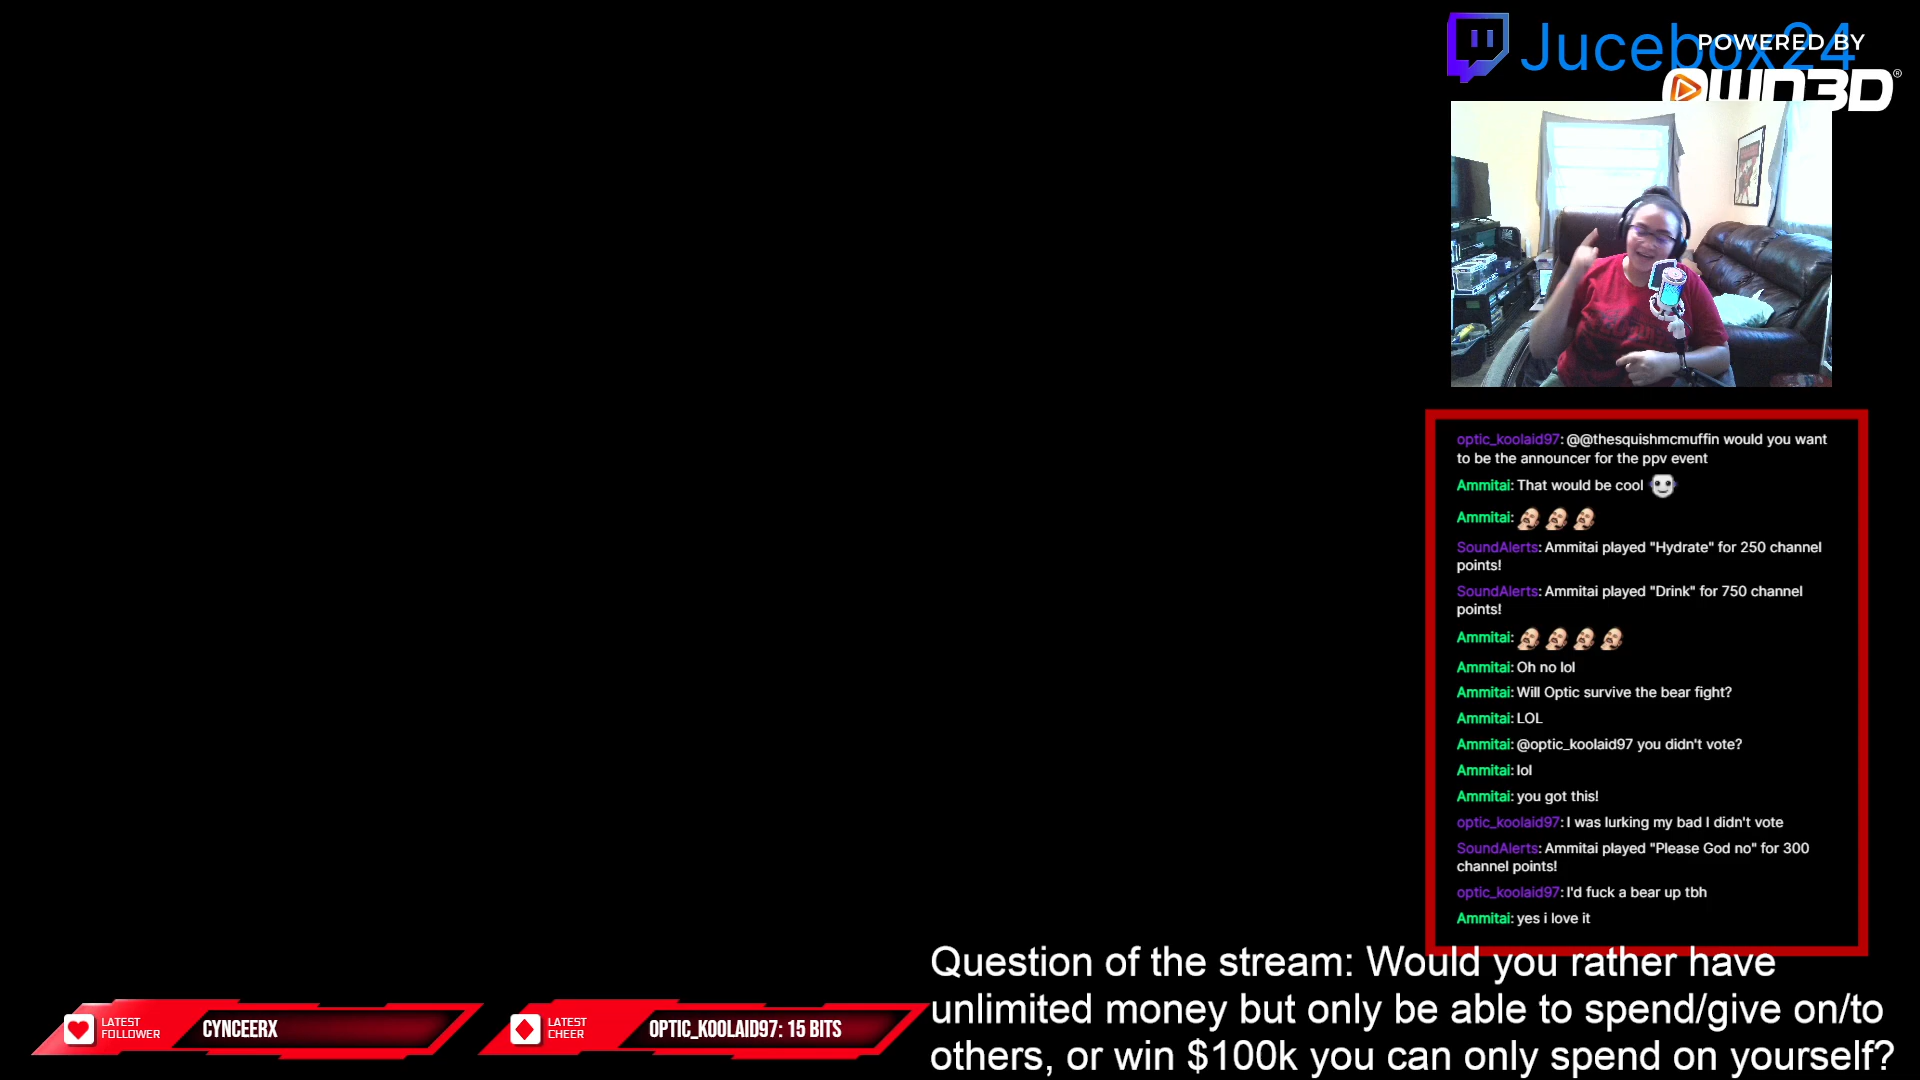 Jucebox24
POWERED BY
OWN3D®
optic_koolaid97: @@thesquishmcmuffin would you want
to be the announcer for the ppv event
Ammitai: That would be cool
Ammitai:
SoundAlerts: Ammitai played "Hydrate" for 250 channel
points!
SoundAlerts: Ammitai played "Drink" for 750 channel
points!
Ammitai:
Ammitai: Oh no lol
Ammitai: Will Optic survive the bear fight?
Ammitai: LOL
Ammitai: @optic_koolaid97 you didn't vote?
Ammitai: lol
Ammitai: you got this!
optic_koolaid97: I was lurking my bad I didn't vote
SoundAlerts: Ammitai played "Please God no" for 300
channel points!
optic_koolaid97: I'd fuck a bear up tbh
Ammitai: yes i love it
Question of the stream: Would you rather have
unlimited money but only be able to spend/give on/to
others, or win $100k you can only spend on yourself?
LATEST
FOLLOWER
CYNCEERX
LATEST
CHEER
OPTIC_KOOLAID97: 15 BITS